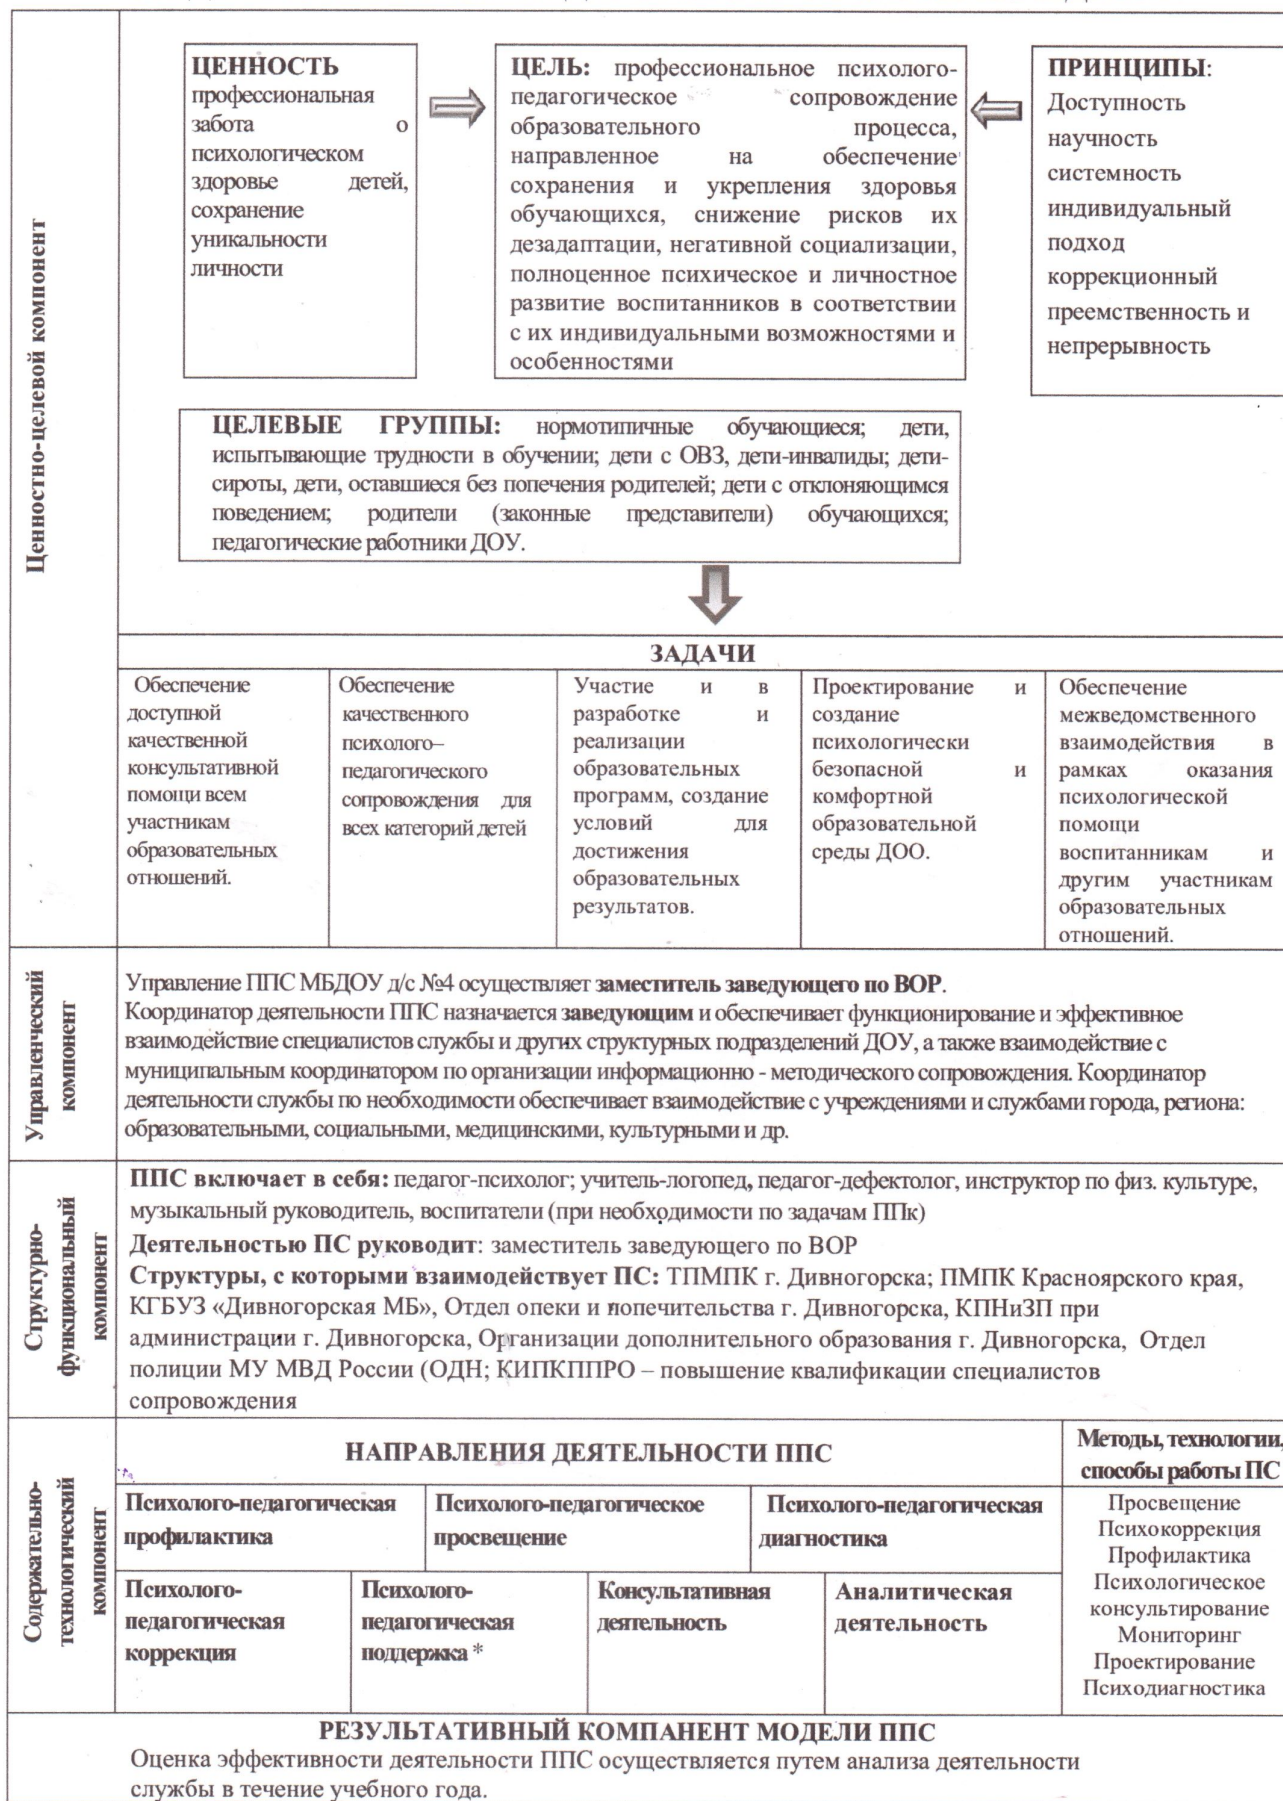 Ценностно-целевой компонент
ЦЕННОСТЬ
профессиональная
забота о
психологическом
здоровье детей,
сохранение
уникальности
личности
ЦЕЛЬ: профессиональное психолого-
педагогическое сопровождение
образовательного процесса,
направленное на обеспечение
сохранения и укрепления здоровья
обучающихся, снижение рисков их
дезадаптации, негативной социализации,
полноценное психическое и личностное
развитие воспитанников в соответствии
с их индивидуальными возможностями и
особенностями
ПРИНЦИПЫ:
Доступность
научность
системность
индивидуальный
подход
коррекционный
преемственность и
непрерывность
ЦЕЛЕВЫЕ ГРУППЫ: нормотипичные обучающиеся; дети,
испытывающие трудности в обучении; дети с ОВЗ, дети-инвалиды; дети-
сироты, дети, оставшиеся без попечения родителей; дети с отклоняющимся
поведением; родители (законные представители) обучающихся;
педагогические работники ДОУ.
ЗАДАЧИ
Обеспечение
доступной
качественной
консультативной
помощи всем
участникам
образовательных
отношений.
Обеспечение
качественного
психолого–
педагогического
сопровождения для
всех категорий детей
Участие и в
разработке и
реализации
образовательных
программ, создание
условий для
достижения
образовательных
результатов.
Проектирование и
создание
психологически
безопасной и
комфортной
образовательной
среды ДОО.
Обеспечение
межведомственного
взаимодействия в
рамках оказания
психологической
помощи
воспитанникам и
другим участникам
образовательных
отношений.
Управленческий
компонент
Управление ППС МБДОУ д/с №4 осуществляет заместитель заведующего по ВОР.
Координатор деятельности ППС назначается заведующим и обеспечивает функционирование и эффективное
взаимодействие специалистов службы и других структурных подразделений ДОУ, а также взаимодействие с
муниципальным координатором по организации информационно - методического сопровождения. Координатор
деятельности службы по необходимости обеспечивает взаимодействие с учреждениями и службами города, региона:
образовательными, социальными, медицинскими, культурными и др.
Структурно-
функциональный
компонент
ППС включает в себя: педагог-психолог; учитель-логопед, педагог-дефектолог, инструктор по физ. культуре,
музыкальный руководитель, воспитатели (при необходимости по задачам ППк)
Деятельностью ПС руководит: заместитель заведующего по ВОР
Структуры, с которыми взаимодействует ПС: ТПМПК г. Дивногорска; ПМПК Красноярского края,
КГБУЗ «Дивногорская МБ», Отдел опеки и попечительства г. Дивногорска, КПНиЗП при
администрации г. Дивногорска, Организации дополнительного образования г. Дивногорска, Отдел
полиции МУ МВД России (ОДН; КИПКППРО – повышение квалификации специалистов
сопровождения
Содержательно-
технологический
компонент
НАПРАВЛЕНИЯ ДЕЯТЕЛЬНОСТИ ППС
Психолого-педагогическая
профилактика
Психолого-педагогическое
просвещение
Психолого-педагогическая
диагностика
Психолого-
педагогическая
коррекция
Психолого-
педагогическая
поддержка *
Консультативная
деятельность
Аналитическая
деятельность
Методы, технологии,
способы работы ПС
Просвещение
Психокоррекция
Профилактика
Психологическое
консультирование
Мониторинг
Проектирование
Психодиагностика
РЕЗУЛЬТАТИВНЫЙ КОМПАНЕНТ МОДЕЛИ ППС
Оценка эффективности деятельности ППС осуществляется путем анализа деятельности
службы в течение учебного года.